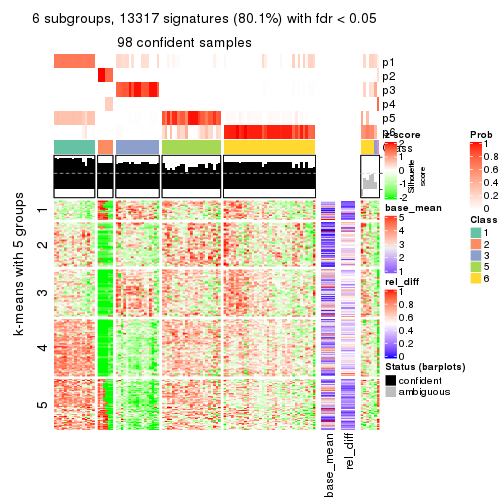 6 subgroups, 13317 signatures (80.1%) with fdr < 0.05
98 confident samples
p1
p2
p3
p4
p5
p6
Class
z-score
2
1
0
-1
-2
Silhouette
score
Prob
1
0.8
0.6
0.4
0.2
0
base_mean
5
4
3
2
1
Class
1
2
3
5
6
rel_diff
1
0.8
0.6
0.4
0.2
0
Status (barplots)
confident
ambiguous
k-means with 5 groups
1
2
3
4
5
base_mean
rel_diff